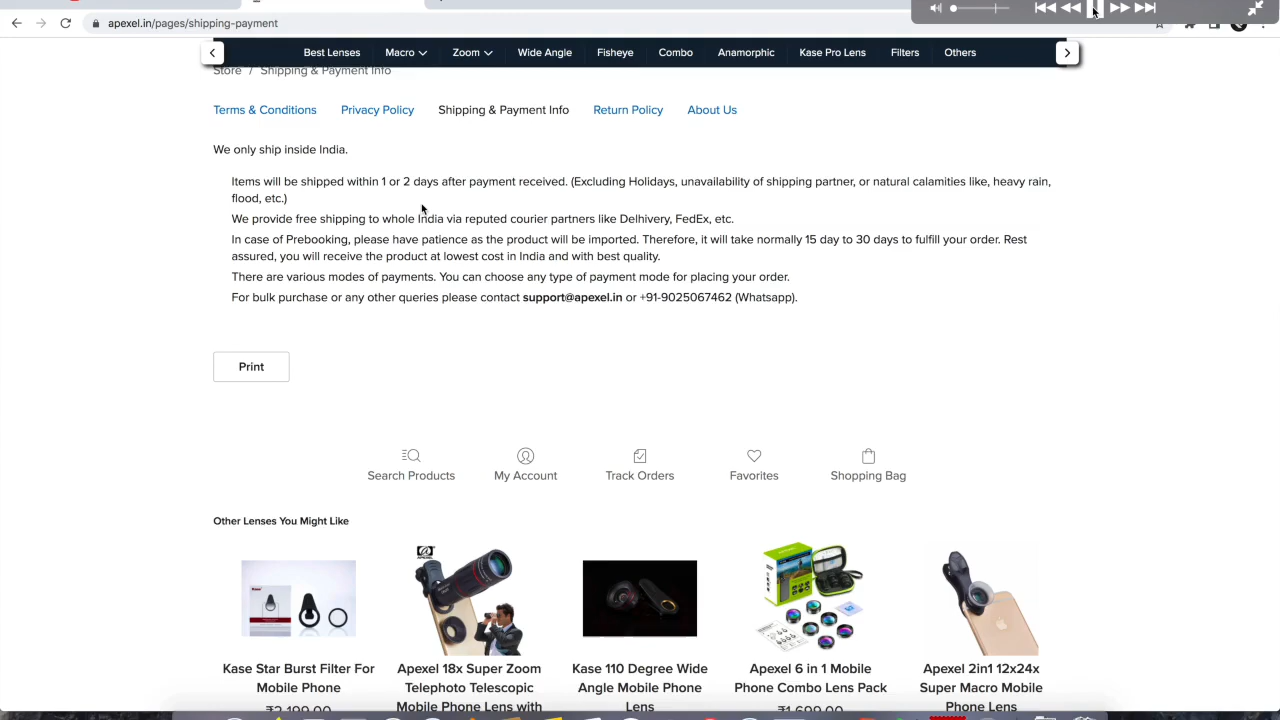 apexel.in/pages/shipping-payment
Best Lenses Macro Zoom Wide Angle Fisheye Combo Anamorphic Kase Pro Lens Filters Others
Store / Shipping & Payment Info
Terms & Conditions Privacy Policy Shipping & Payment Info Return Policy About Us
We only ship inside India.
Items will be shipped within 1 or 2 days after payment received. (Excluding Holidays, unavailability of shipping partner, or natural calamities like, heavy rain,
flood, etc.)
We provide free shipping to whole India via reputed courier partners like Delhivery, FedEx, etc.
In case of Prebooking, please have patience as the product will be imported. Therefore, it will take normally 15 day to 30 days to fulfill your order. Rest
assured, you will receive the product at lowest cost in India and with best quality.
There are various modes of payments. You can choose any type of payment mode for placing your order.
For bulk purchase or any other queries please contact support@apexel.in or +91-9025067462 (Whatsapp).
Print
Search Products My Account Track Orders Favorites Shopping Bag
Other Lenses You Might Like
APEXEL
Kase Star Burst Filter For
Mobile Phone
₹2,199.00
Apexel 18x Super Zoom
Telephoto Telescopic
Mobile Phone Lens with
Kase 110 Degree Wide
Angle Mobile Phone
Lens
Apexel 6 in 1 Mobile
Phone Combo Lens Pack
₹1,699.00
Apexel 2in1 12x24x
Super Macro Mobile
Phone Lens